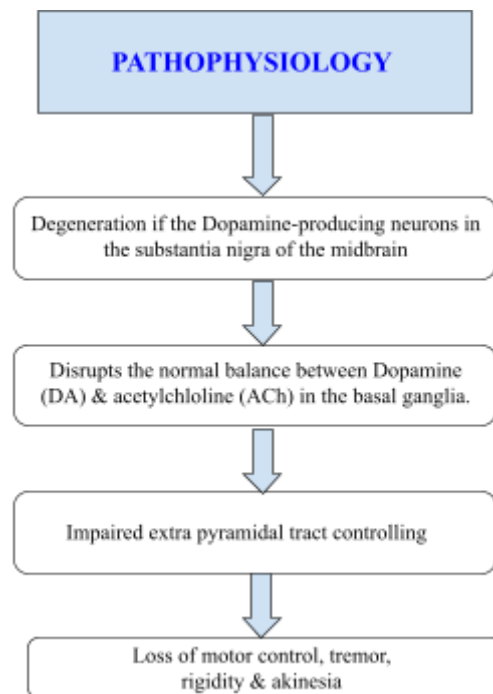 PATHOPHYSIOLOGY
Degeneration if the Dopamine-producing neurons in
the substantia nigra of the midbrain
Disrupts the normal balance between Dopamine
(DA) & acetylchloline (ACh) in the basal ganglia.
Impaired extra pyramidal tract controlling
Loss of motor control, tremor,
rigidity & akinesia